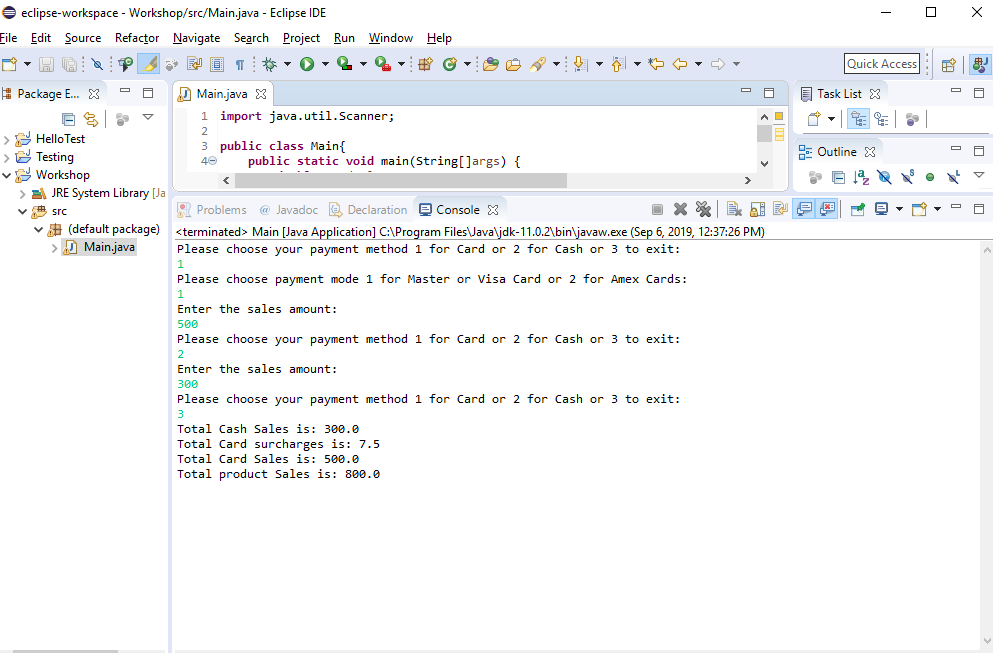 eclipse-workspace - Workshop/src/Main.java - Eclipse IDE
File Edit Source Refactor Navigate Search Project Run Window Help
Quick Access
Package E...
HelloTest
Testing
Workshop
JRE System Library [Ja
src
(default package)
Main.java
Main.java
1 import java.util.Scanner;
2
3 public class Main{
4 public static void main(String[]args) {
Task List
Outline
Problems @ Javadoc Declaration Console
<terminated> Main [Java Application] C:\Program Files\Java\jdk-11.0.2\bin\javaw.exe (Sep 6, 2019, 12:37:26 PM)
Please choose your payment method 1 for Card or 2 for Cash or 3 to exit:
1
Please choose payment mode 1 for Master or Visa Card or 2 for Amex Cards:
1
Enter the sales amount:
500
Please choose your payment method 1 for Card or 2 for Cash or 3 to exit:
2
Enter the sales amount:
300
Please choose your payment method 1 for Card or 2 for Cash or 3 to exit:
3
Total Cash Sales is: 300.0
Total Card surcharges is: 7.5
Total Card Sales is: 500.0
Total product Sales is: 800.0